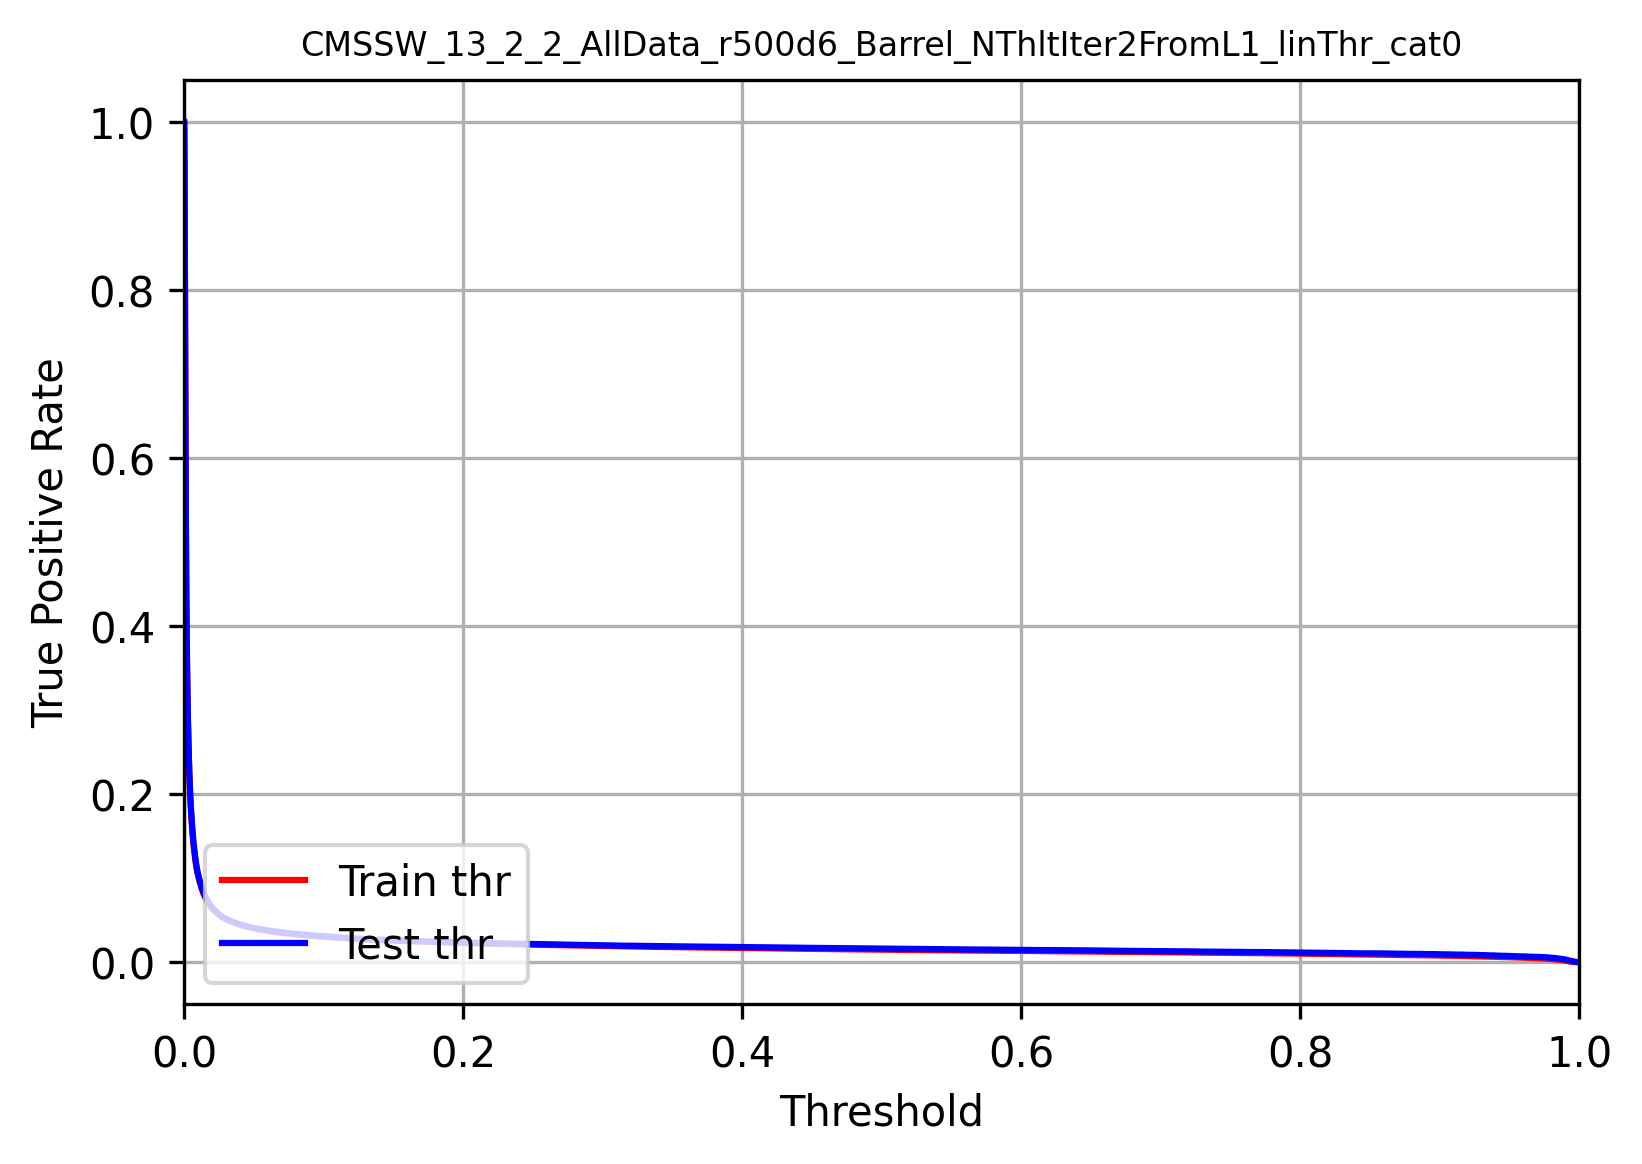 CMSSW_13_2_2_AllData_r500d6_Barrel_NThltIter2FromL1_linThr_cat0
True Positive Rate
1.0
0.8
0.6
0.4
0.2
0.0
Train thr
Test thr
0.0 0.2 0.4 0.6 0.8 1.0
Threshold